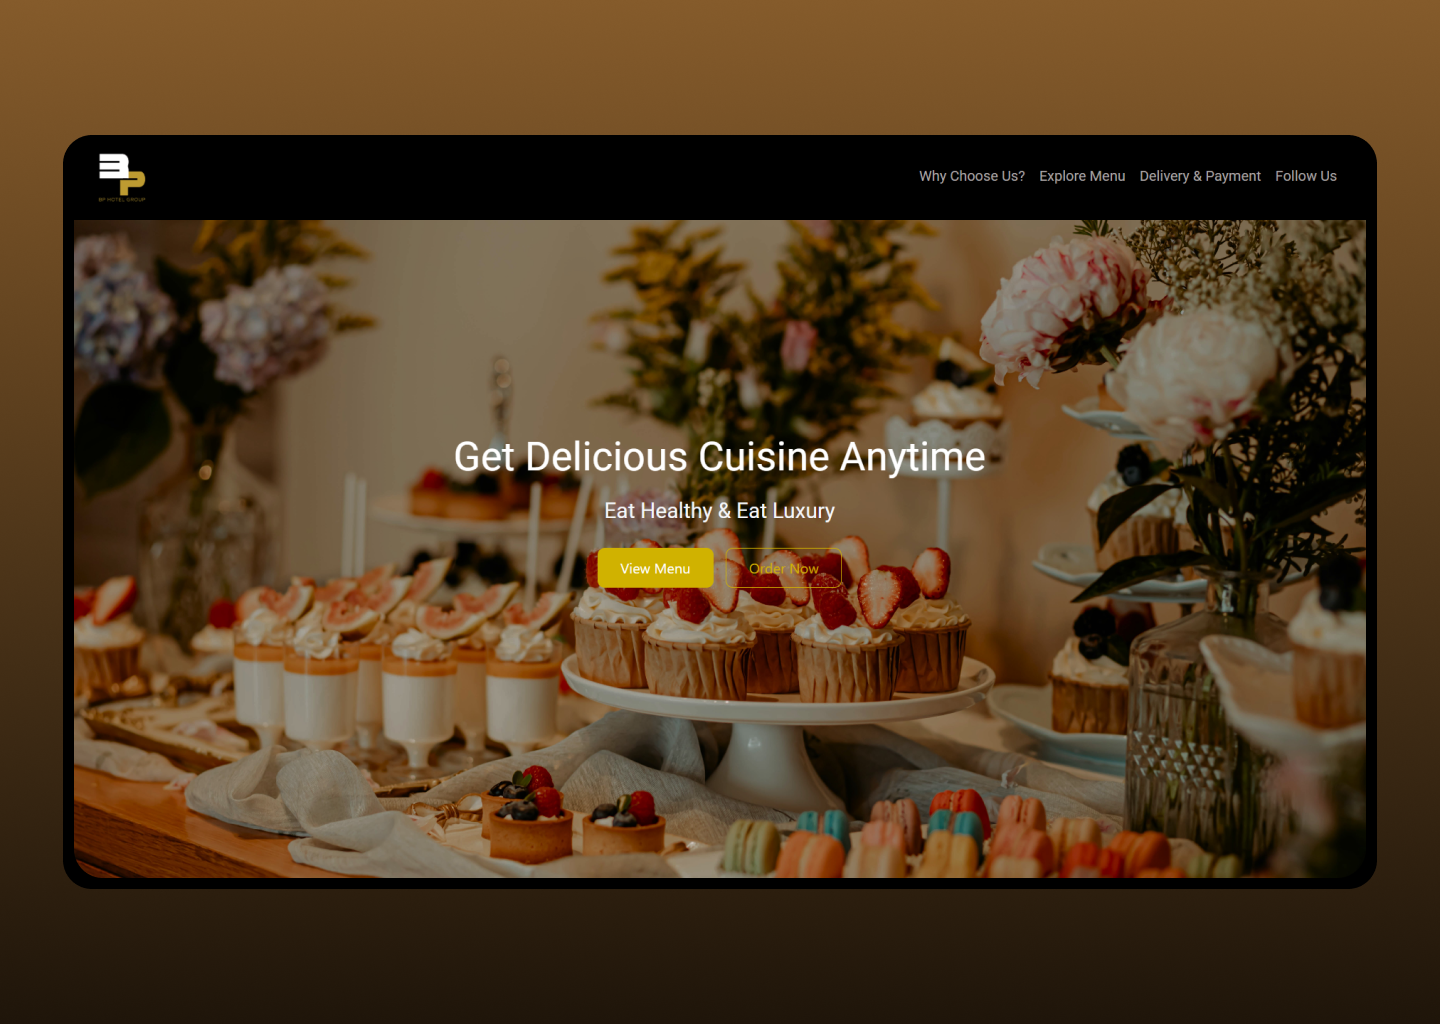 BP
BP HOTEL GROUP
Why Choose Us? Explore Menu Delivery & Payment Follow Us
Get Delicious Cuisine Anytime
Eat Healthy & Eat Luxury
View Menu Order Now